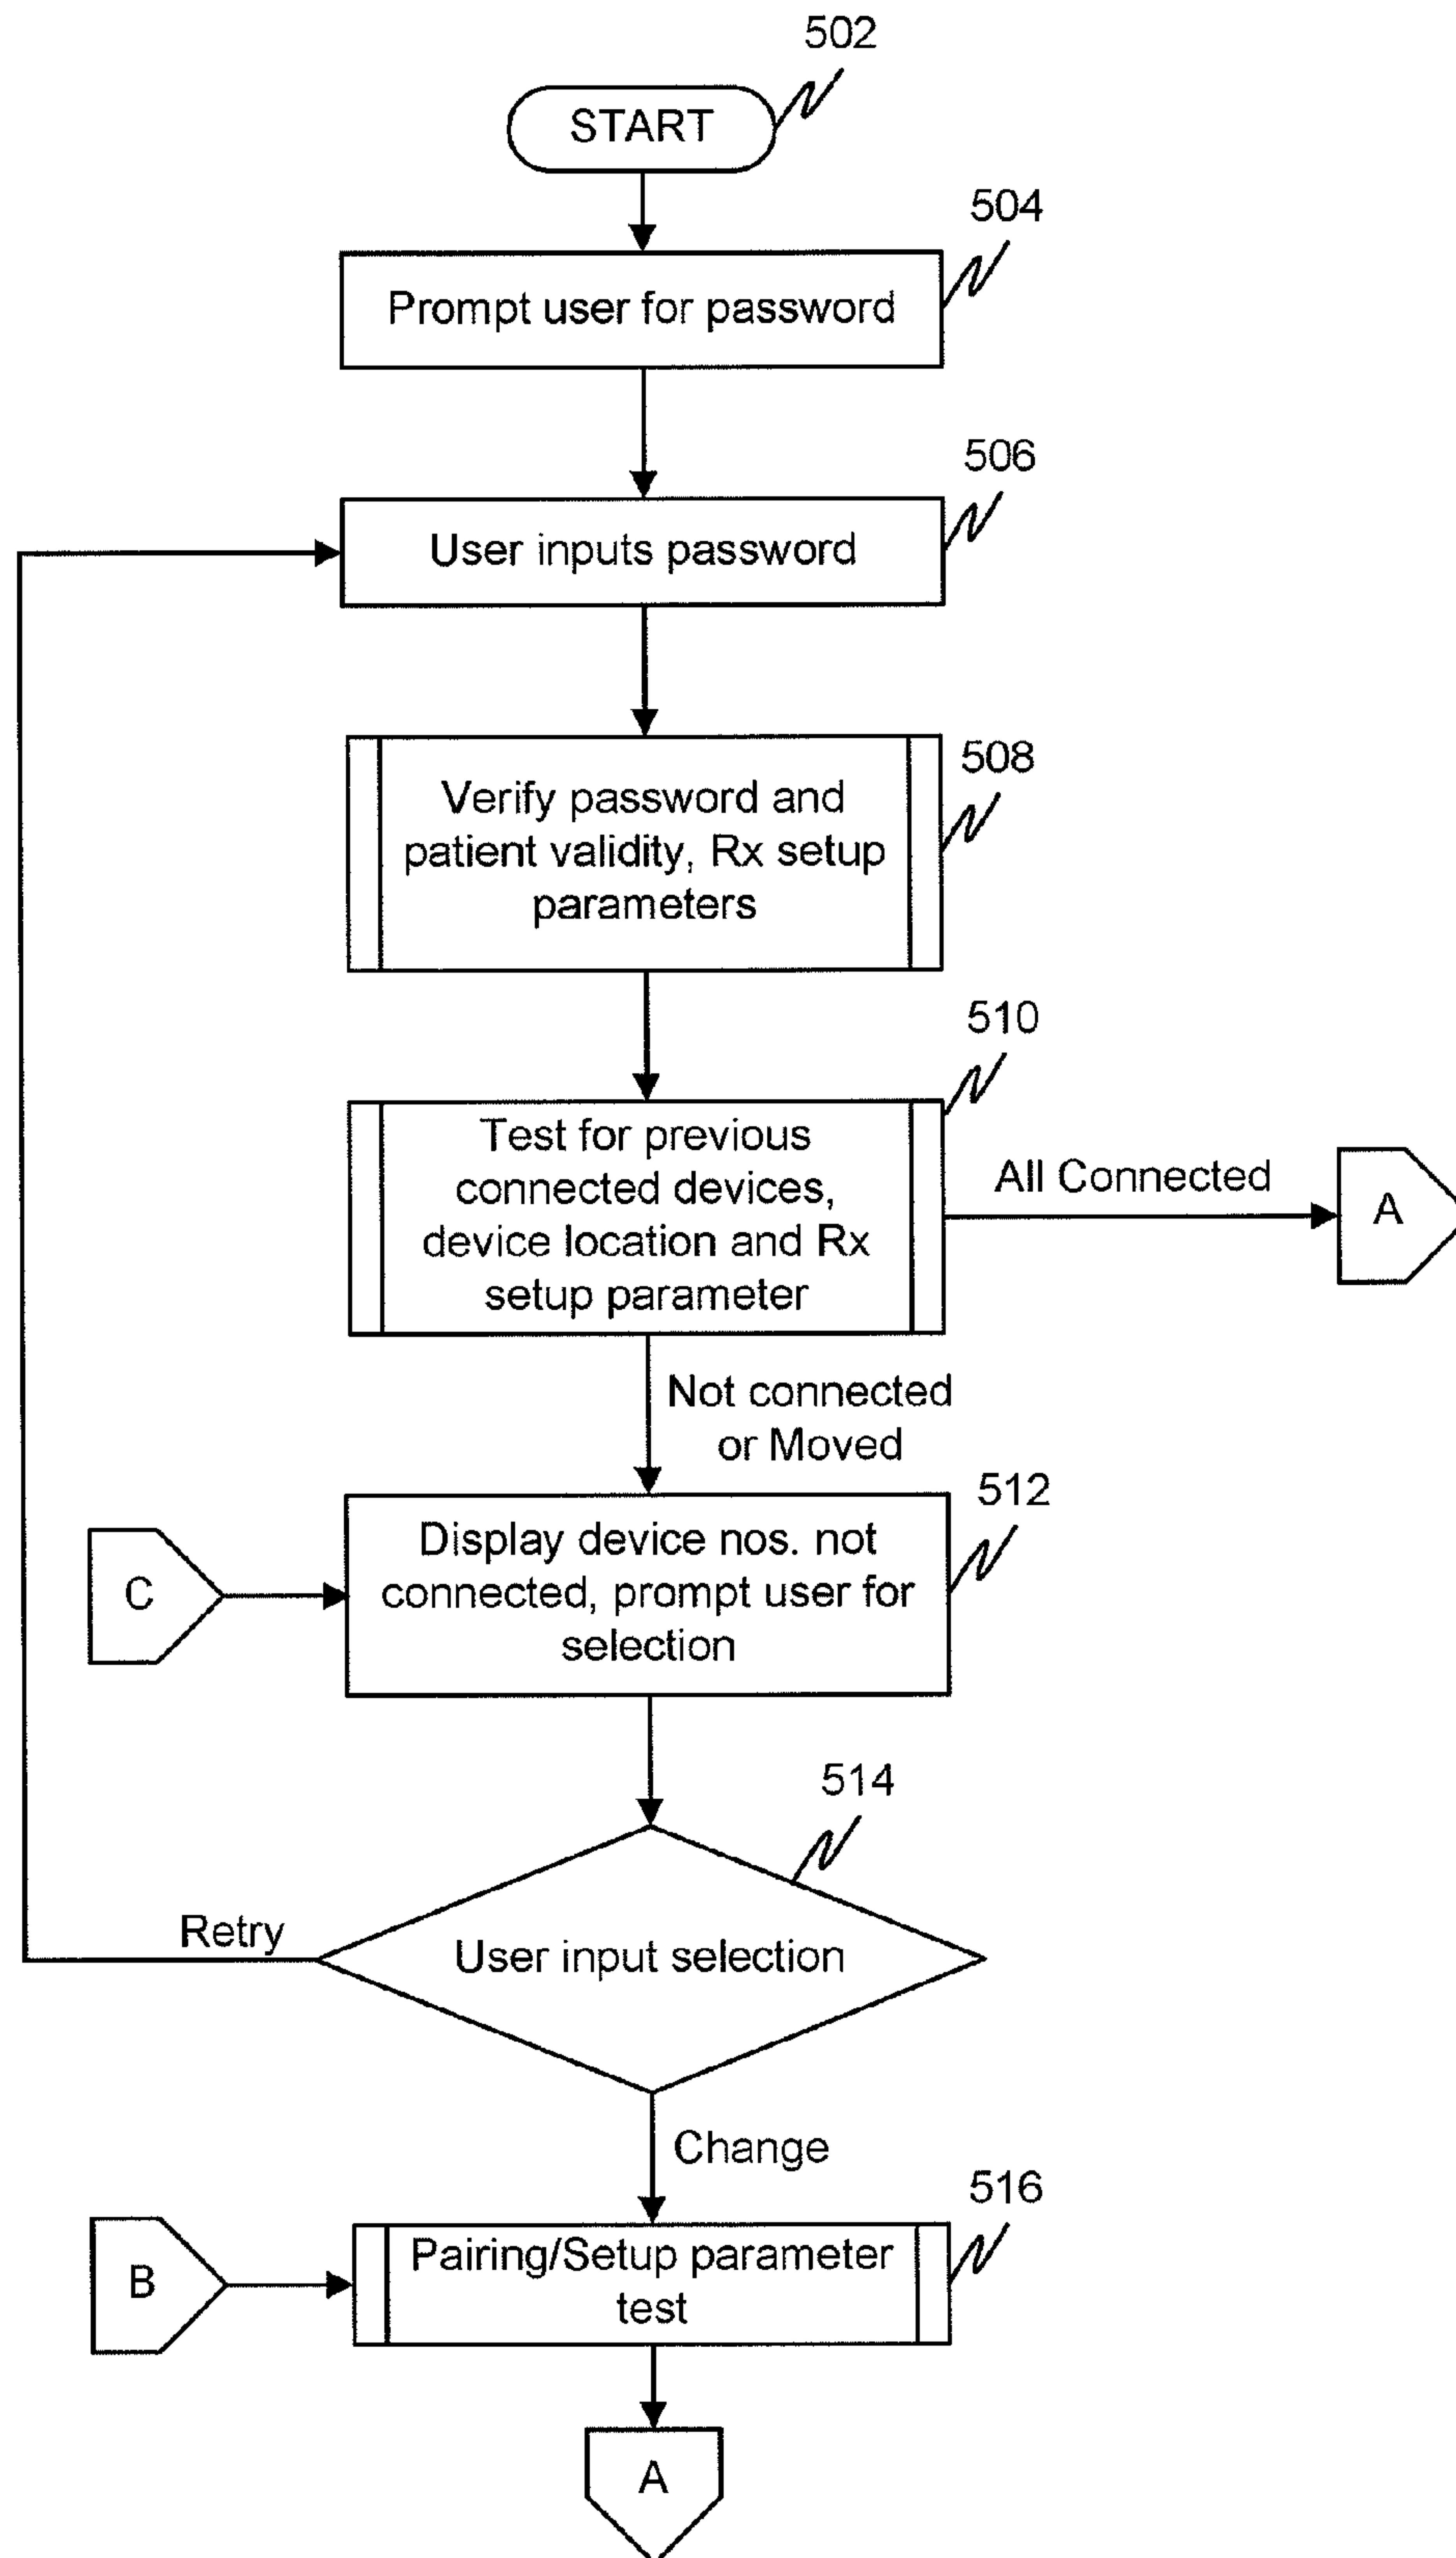 502
START
504
Prompt user for password
506
User inputs password
508
Verify password and
patient validity, Rx setup
parameters
510
Test for previous
connected devices,
device location and Rx
setup parameter
All Connected
A
Not connected
or Moved
512
Display device nos. not
connected, prompt user for
selection
C
514
User input selection
Retry
Change
516
Pairing/Setup parameter
test
B
A